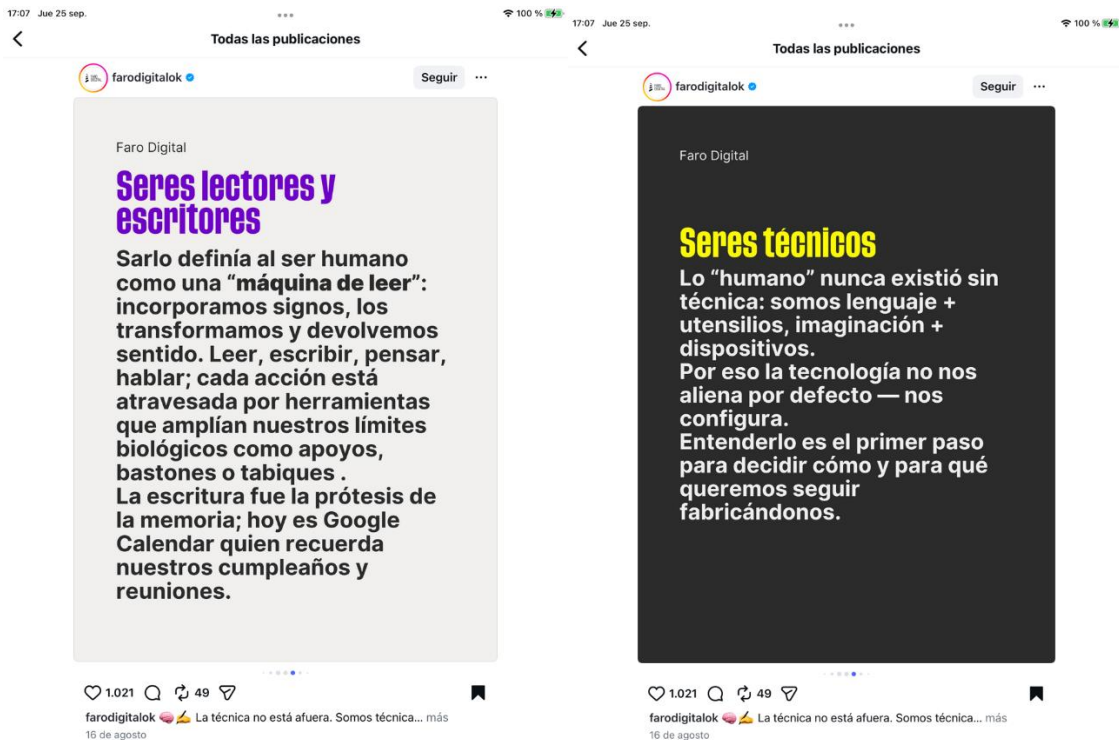 17:07 Jue 25 sep.
100 %
Todas las publicaciones
farodigitalok
Seguir
Faro Digital
Seres lectores y
escritores
Sarlo definía al ser humano
como una “máquina de leer”:
incorporamos signos, los
transformamos y devolvemos
sentido. Leer, escribir, pensar,
hablar; cada acción está
atravesada por herramientas
que amplían nuestros límites
biológicos como apoyos,
bastones o tabiques .
La escritura fue la prótesis de
la memoria; hoy es Google
Calendar quien recuerda
nuestros cumpleaños y
reuniones.
1.021 49
farodigitalok 🧠✍️ La técnica no está afuera. Somos técnica... más
16 de agosto
17:07 Jue 25 sep.
100 %
Todas las publicaciones
farodigitalok
Seguir
Faro Digital
Seres técnicos
Lo “humano” nunca existió sin
técnica: somos lenguaje +
utensilios, imaginación +
dispositivos.
Por eso la tecnología no nos
aliena por defecto — nos
configura.
Entenderlo es el primer paso
para decidir cómo y para qué
queremos seguir
fabricándonos.
1.021 49
farodigitalok 🧠✍️ La técnica no está afuera. Somos técnica... más
16 de agosto